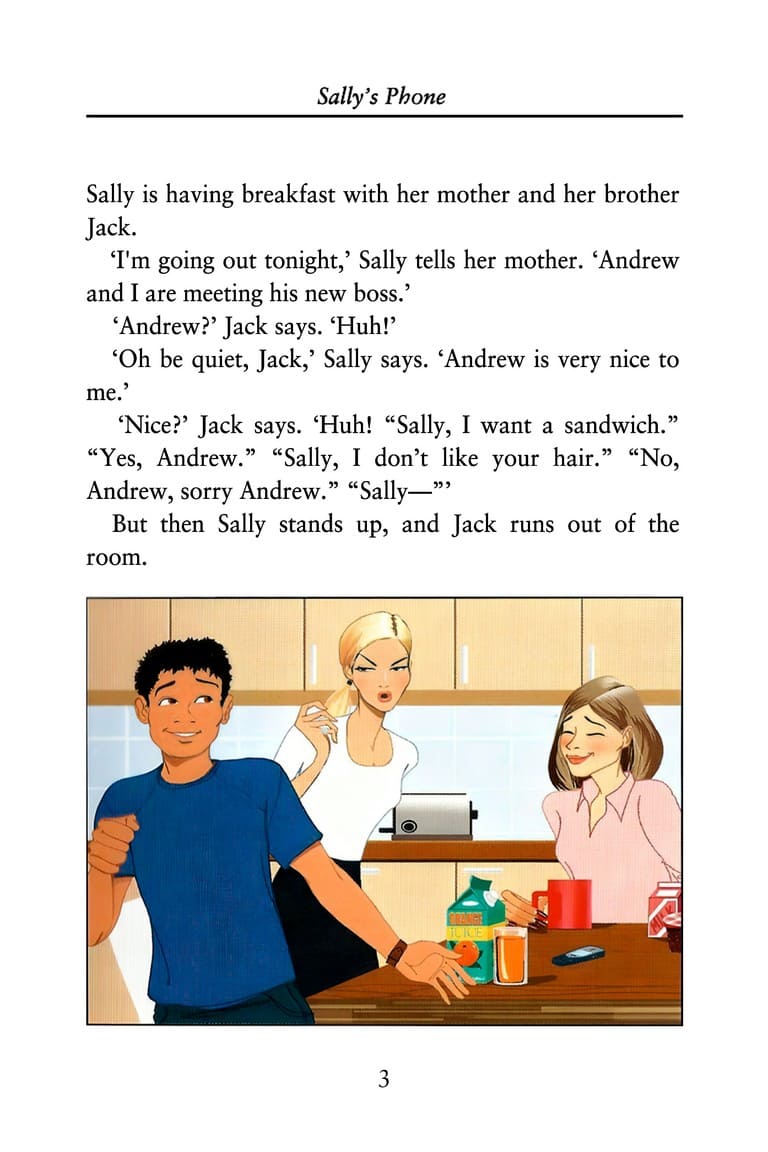 Sally's Phone
Sally is having breakfast with her mother and her brother
Jack.
‘I'm going out tonight,’ Sally tells her mother. ‘Andrew
and I are meeting his new boss.’
‘Andrew?’ Jack says. ‘Huh!’
‘Oh be quiet, Jack,’ Sally says. ‘Andrew is very nice to
me.’
‘Nice?’ Jack says. ‘Huh! “Sally, I want a sandwich.”
“Yes, Andrew.” “Sally, I don’t like your hair.” “No,
Andrew, sorry Andrew.” “Sally—”’
But then Sally stands up, and Jack runs out of the
room.
ORANGE
JUICE
3